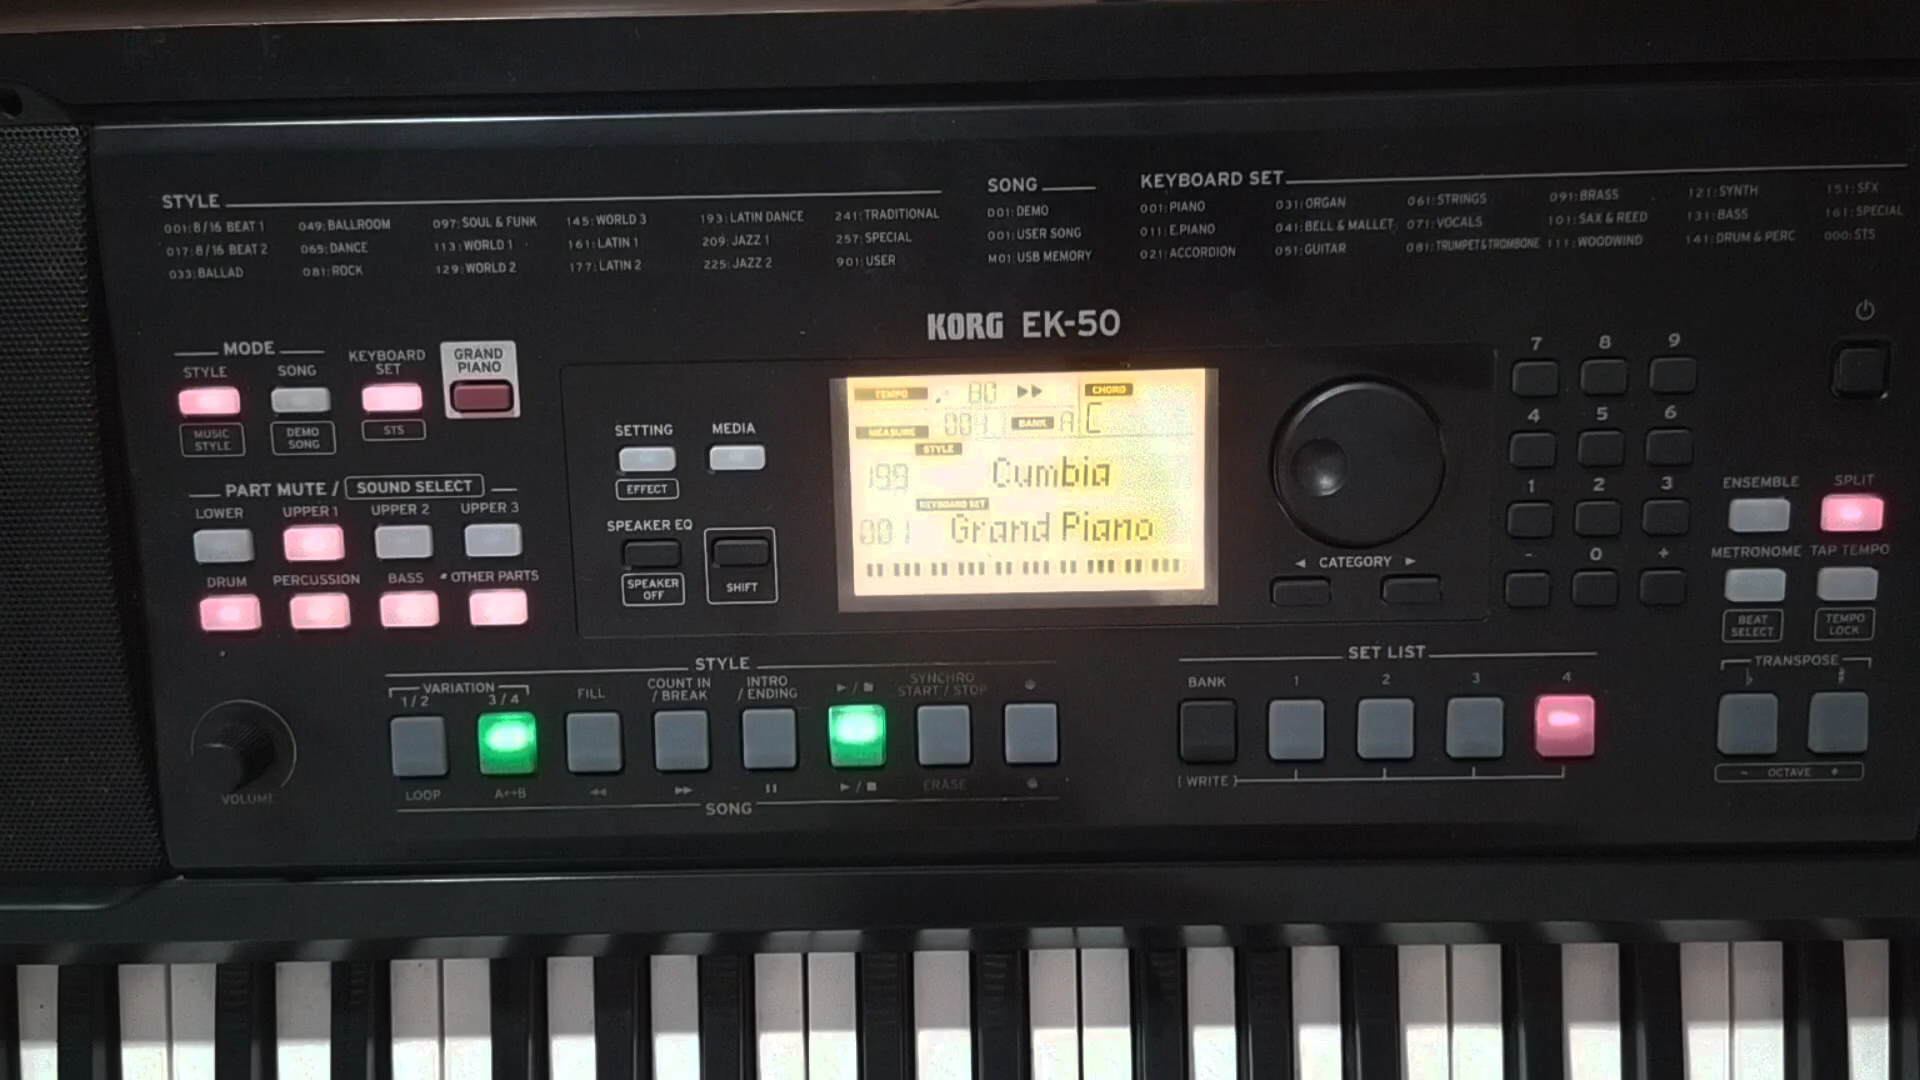 STYLE
001:8/16 BEAT 1 049:BALLROOM 097:SOUL & FUNK 145:WORLD 3 193:LATIN DANCE 241:TRADITIONAL
017:8/16 BEAT 2 065:DANCE 113:WORLD 1 161:LATIN 1 209:JAZZ 1 257:SPECIAL
033:BALLAD 081:ROCK 129:WORLD 2 177:LATIN 2 225:JAZZ 2 901:USER
SONG
D01:DEMO
001:USER SONG
M01:USB MEMORY
KEYBOARD SET
001:PIANO 031:ORGAN 061:STRINGS 091:BRASS 121:SYNTH 151:SFX
011:E.PIANO 041:BELL & MALLET 071:VOCALS 101:SAX & REED 131:BASS 161:SPECIAL
021:ACCORDION 051:GUITAR 081:TRUMPET & TROMBONE 111:WOODWIND 141:DRUM & PERC 000:STS
KORG EK-50
MODE
STYLE SONG KEYBOARD SET GRAND PIANO
MUSIC STYLE DEMO SONG STS
PART MUTE / SOUND SELECT
LOWER UPPER 1 UPPER 2 UPPER 3
DRUM PERCUSSION BASS *OTHER PARTS
SETTING MEDIA
EFFECT
SPEAKER EQ
SPEAKER OFF SHIFT
TEMPO 80 CHORD
MEASURE 004 BANK A C
STYLE
199 Cumbia
KEYBOARD SET
001 Grand Piano
CATEGORY
7 8 9
4 5 6
1 2 3
- 0 +
ENSEMBLE SPLIT
METRONOME TAP TEMPO
BEAT SELECT TEMPO LOCK
TRANSPOSE
♭ ♯
- OCTAVE +
VOLUME
STYLE
VARIATION
1/2 3/4 FILL COUNT IN / BREAK INTRO / ENDING ►/■ SYNCHRO START / STOP ●
LOOP A↔B ◄◄ ►► II ►/■ ERASE ●
SONG
SET LIST
BANK 1 2 3 4
[WRITE]